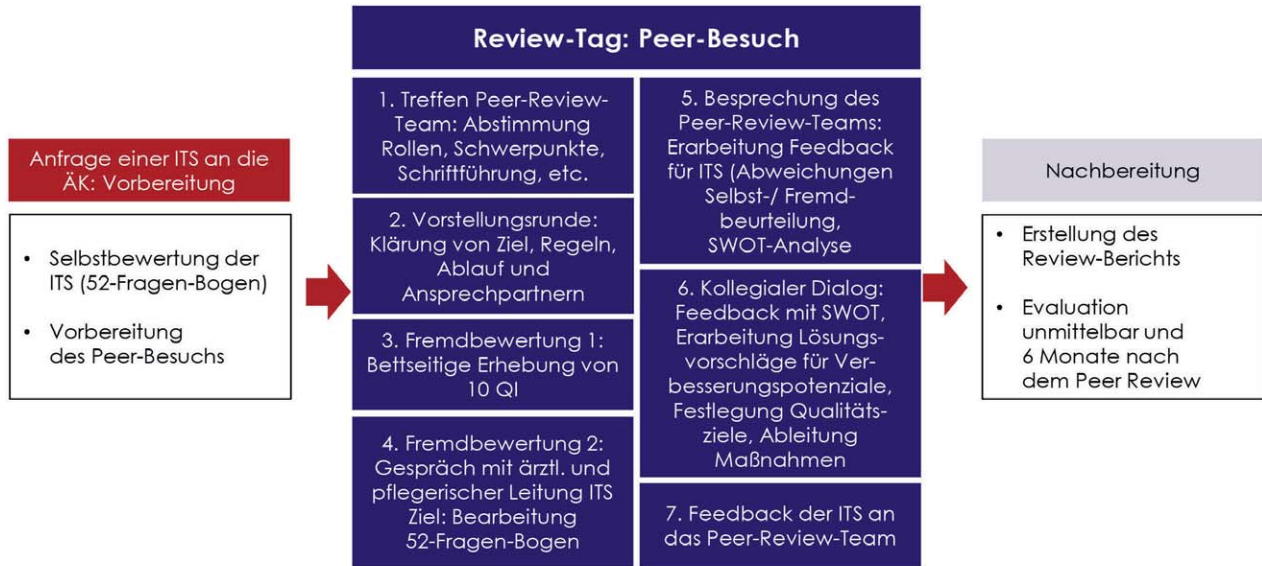 Review-Tag: Peer-Besuch
Anfrage einer ITS an die
ÄK: Vorbereitung
• Selbstbewertung der
ITS (52-Fragen-Bogen)
• Vorbereitung
des Peer-Besuchs
1. Treffen Peer-Review-
Team: Abstimmung
Rollen, Schwerpunkte,
Schriftführung, etc.
2. Vorstellungsrunde:
Klärung von Ziel, Regeln,
Ablauf und
Ansprechpartnern
3. Fremdbewertung 1:
Bettseitige Erhebung von
10 QI
4. Fremdbewertung 2:
Gespräch mit ärztl. und
pflegerischer Leitung ITS
Ziel: Bearbeitung
52-Fragen-Bogen
5. Besprechung des
Peer-Review-Teams:
Erarbeitung Feedback
für ITS (Abweichungen
Selbst-/ Fremd-
beurteilung,
SWOT-Analyse
6. Kollegialer Dialog:
Feedback mit SWOT,
Erarbeitung Lösungs-
vorschläge für Ver-
besserungspotenziale,
Festlegung Qualitäts-
ziele, Ableitung
Maßnahmen
7. Feedback der ITS an
das Peer-Review-Team
Nachbereitung
• Erstellung des
Review-Berichts
• Evaluation
unmittelbar und
6 Monate nach
dem Peer Review